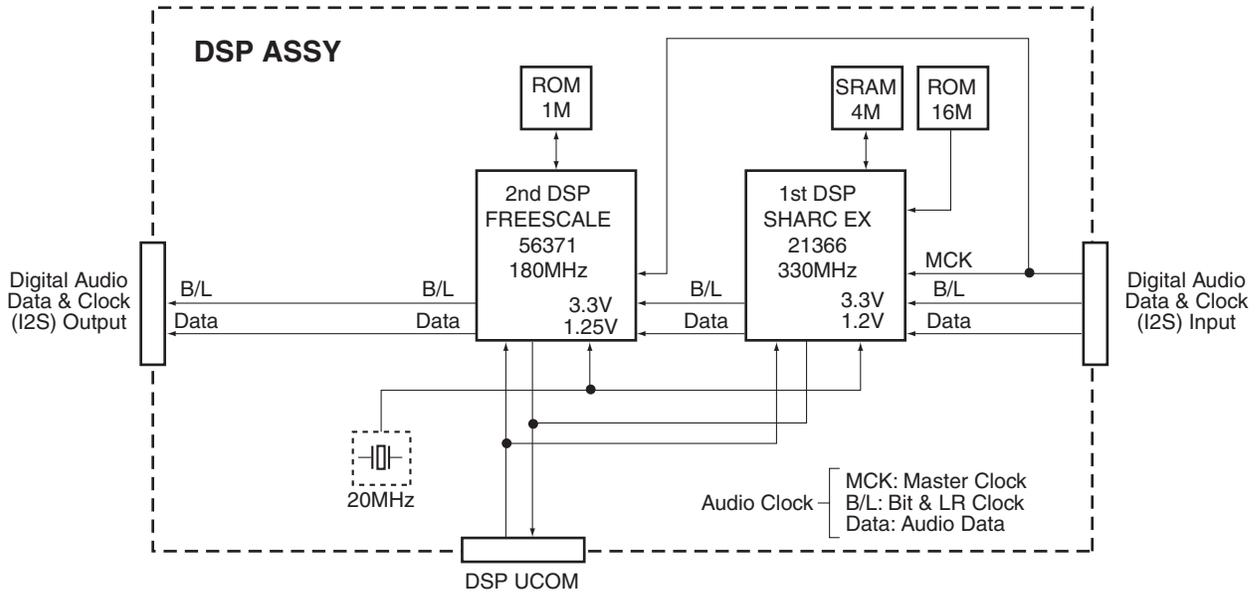 DSP ASSY
ROM
1M
SRAM
4M
ROM
16M
2nd DSP
FREESCALE
56371
180MHz
3.3V
1.25V
1st DSP
SHARC EX
21366
330MHz
3.3V
1.2V
Digital Audio
Data & Clock
(I2S) Output
B/L
Data
B/L
Data
B/L
Data
MCK
B/L
Data
Digital Audio
Data & Clock
(I2S) Input
20MHz
Audio Clock
MCK: Master Clock
B/L: Bit & LR Clock
Data: Audio Data
DSP UCOM